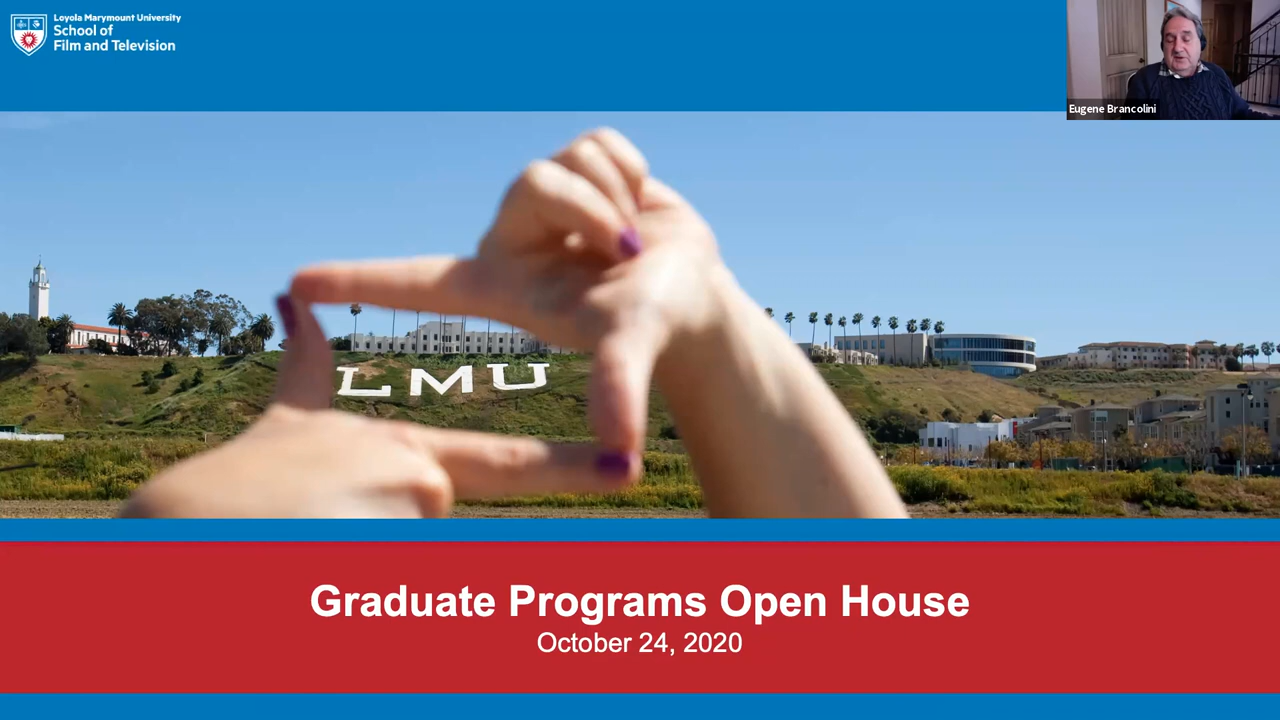 Loyola Marymount University
School of
Film and Television
Eugene Brancolini
LMU
Graduate Programs Open House
October 24, 2020